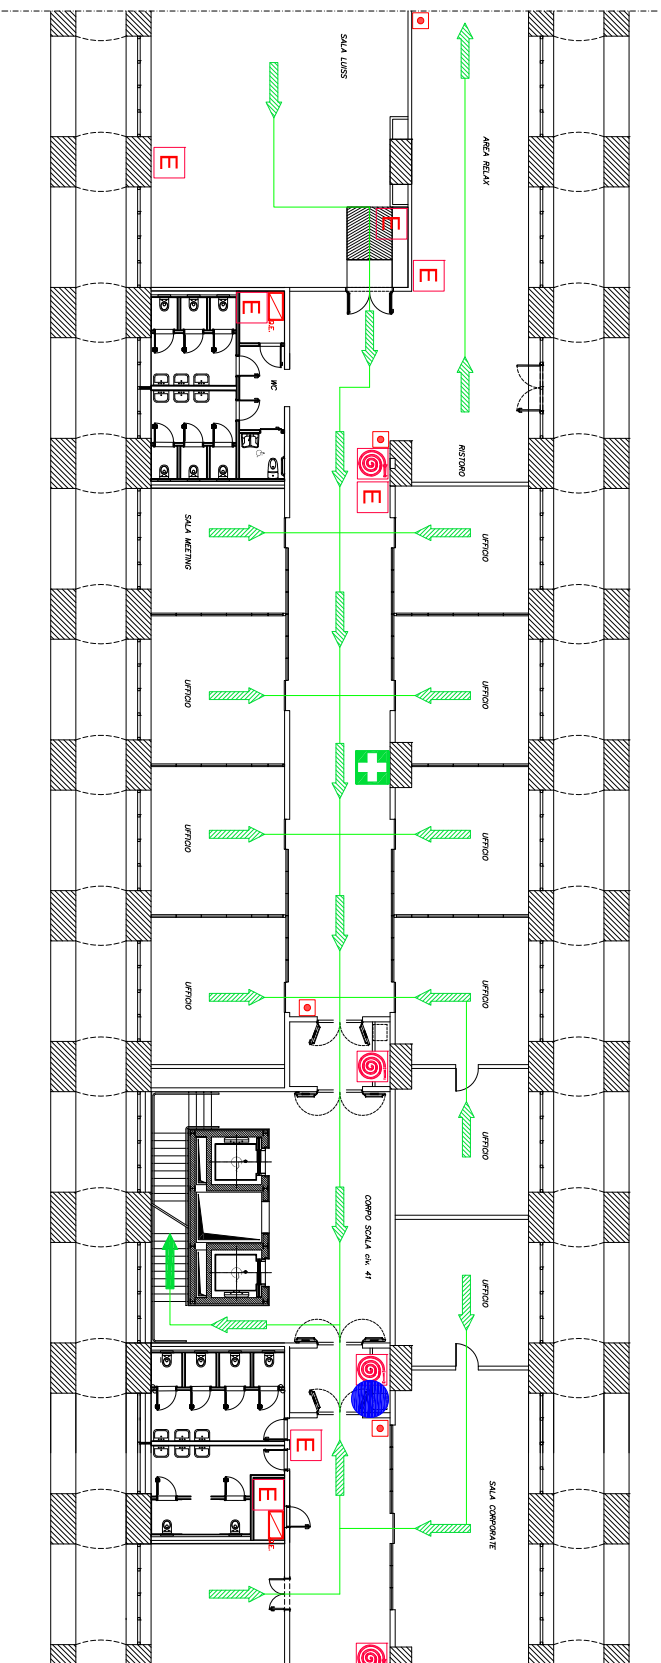 SALA LUISS
AREA RELAX
E
E
E
E
R.E.
WC
RISTORO
E
SALA MEETING
UFFICIO
UFFICIO
UFFICIO
UFFICIO
UFFICIO
UFFICIO
UFFICIO
UFFICIO
CORPO SCALA civ. 41
UFFICIO
E
SALA CORPORATE
E
R.E.